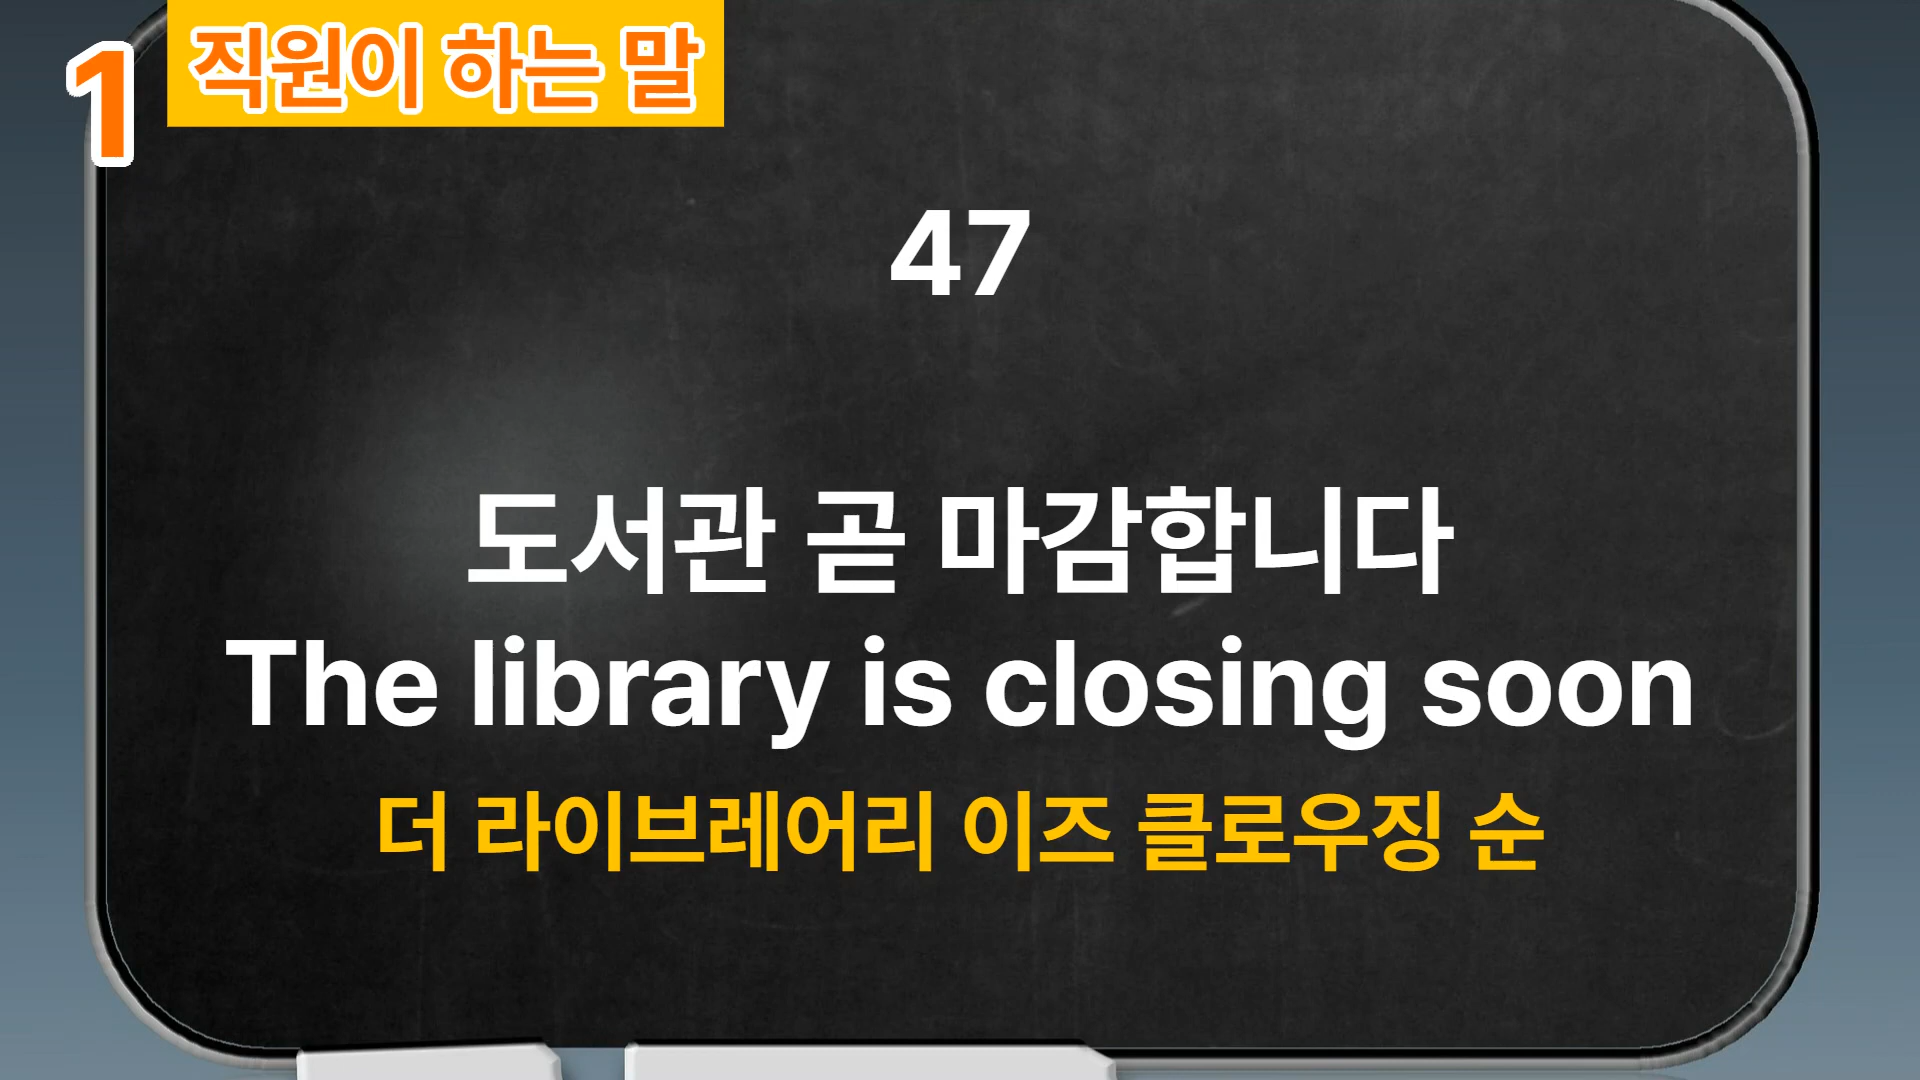 1 직원이 하는 말
47
도서관 곧 마감합니다
The library is closing soon
더 라이브레어리 이즈 클로우징 순